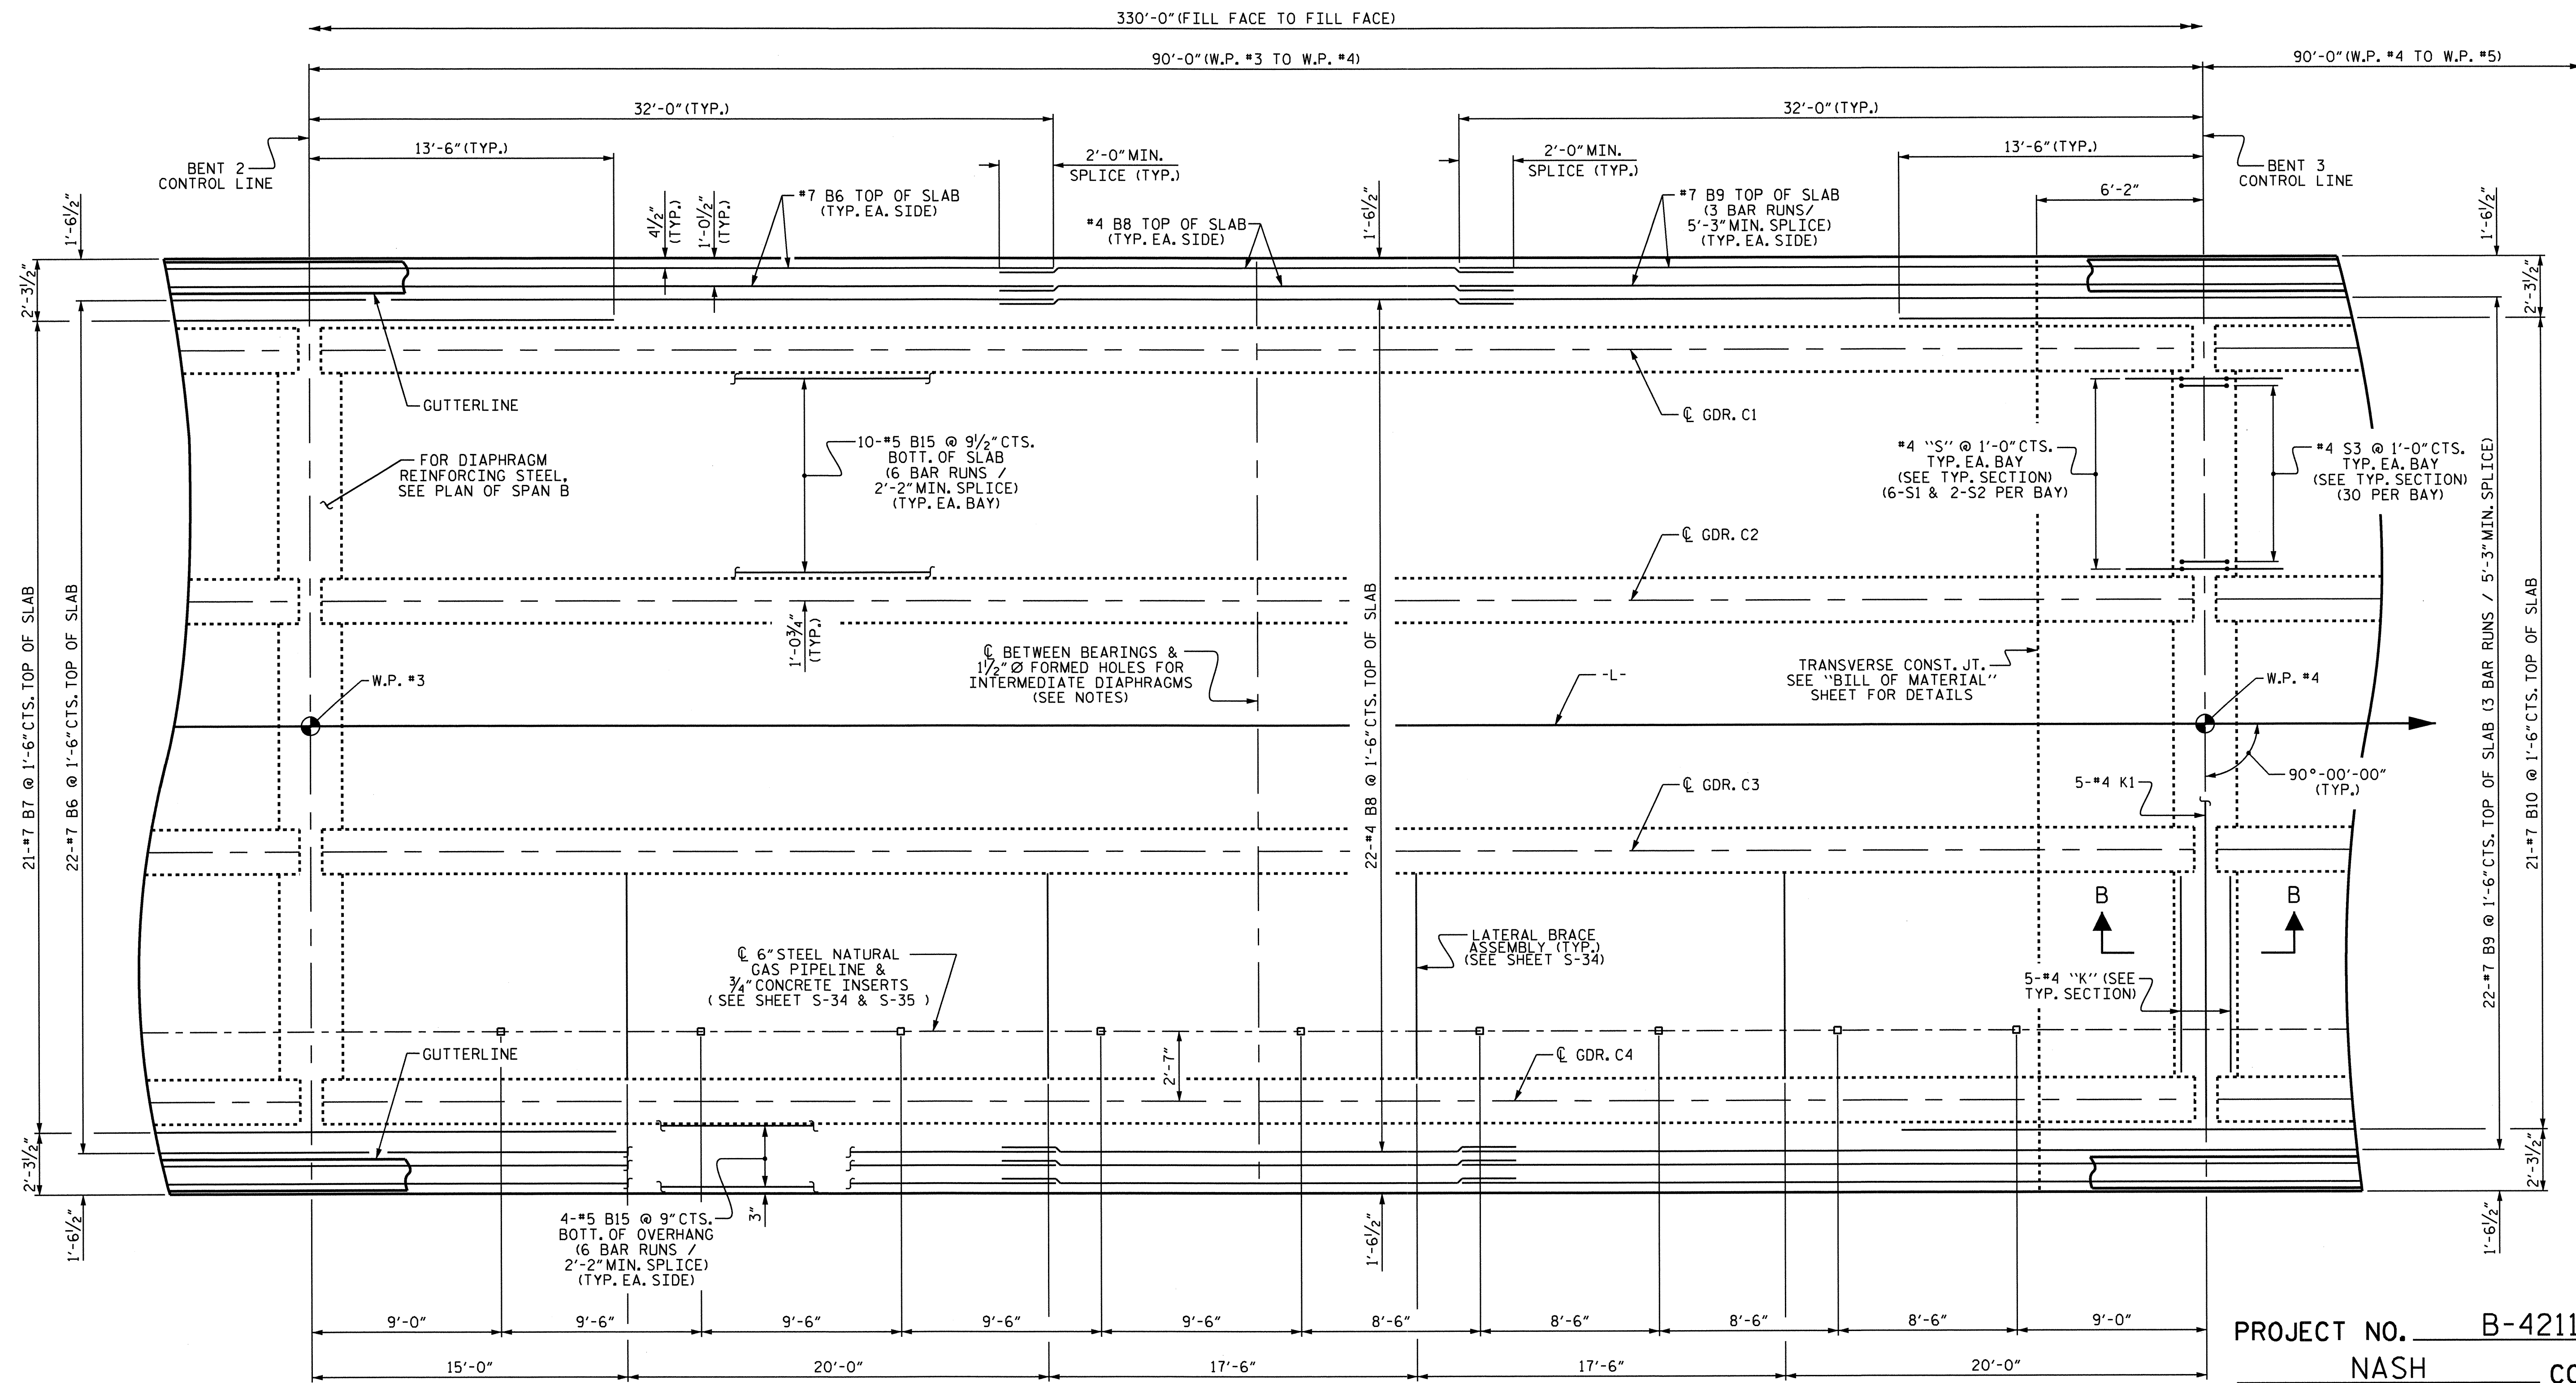 330'-0" (FILL FACE TO FILL FACE)
90'-0" (W.P. #3 TO W.P. #4)
90'-0" (W.P. #4 TO W.P. #5)
32'-0" (TYP.)
32'-0" (TYP.)
BENT 2
CONTROL LINE
13'-6" (TYP.)
2'-0" MIN.
SPLICE (TYP.)
2'-0" MIN.
SPLICE (TYP.)
13'-6" (TYP.)
BENT 3
CONTROL LINE
6'-2"
1'-6½"
#7 B6 TOP OF SLAB
(TYP. EA. SIDE)
4½"
(TYP.)
1'-0½"
(TYP.)
#4 B8 TOP OF SLAB
(TYP. EA. SIDE)
1'-6½"
#7 B9 TOP OF SLAB
(3 BAR RUNS/
5'-3" MIN. SPLICE)
(TYP. EA. SIDE)
1'-6½"
2'-3½"
2'-3½"
GUTTERLINE
℄ GDR. C1
FOR DIAPHRAGM
REINFORCING STEEL,
SEE PLAN OF SPAN B
10-#5 B15 @ 9½" CTS.
BOTT. OF SLAB
(6 BAR RUNS /
2'-2" MIN. SPLICE)
(TYP. EA. BAY)
#4 "S" @ 1'-0" CTS.
TYP. EA. BAY
(SEE TYP. SECTION)
(6-S1 & 2-S2 PER BAY)
#4 S3 @ 1'-0" CTS.
TYP. EA. BAY
(SEE TYP. SECTION)
(30 PER BAY)
℄ GDR. C2
21-#7 B7 @ 1'-6" CTS. TOP OF SLAB
22-#7 B6 @ 1'-6" CTS. TOP OF SLAB
22-#4 B8 @ 1'-6" CTS. TOP OF SLAB
22-#7 B9 @ 1'-6" CTS. TOP OF SLAB (3 BAR RUNS / 5'-3" MIN. SPLICE)
21-#7 B10 @ 1'-6" CTS. TOP OF SLAB
1'-0¾"
(TYP.)
℄ BETWEEN BEARINGS &
1½" Ø FORMED HOLES FOR
INTERMEDIATE DIAPHRAGMS
(SEE NOTES)
TRANSVERSE CONST. JT.
SEE "BILL OF MATERIAL"
SHEET FOR DETAILS
W.P. #3
-L-
W.P. #4
℄ GDR. C3
5-#4 K1
90°-00'-00"
(TYP.)
B
B
℄ 6" STEEL NATURAL
GAS PIPELINE &
¾" CONCRETE INSERTS
( SEE SHEET S-34 & S-35 )
LATERAL BRACE
ASSEMBLY (TYP.)
(SEE SHEET S-34)
5-#4 "K" (SEE
TYP. SECTION)
GUTTERLINE
2'-7"
℄ GDR. C4
2'-3½"
2'-3½"
1'-6½"
4-#5 B15 @ 9" CTS.
BOTT. OF OVERHANG
(6 BAR RUNS /
2'-2" MIN. SPLICE)
(TYP. EA. SIDE)
3"
1'-6½"
1'-6½"
9'-0"
9'-6"
9'-6"
9'-6"
9'-6"
8'-6"
8'-6"
8'-6"
8'-6"
9'-0"
15'-0"
20'-0"
17'-6"
17'-6"
20'-0"
PROJECT NO. B-4211
NASH CO